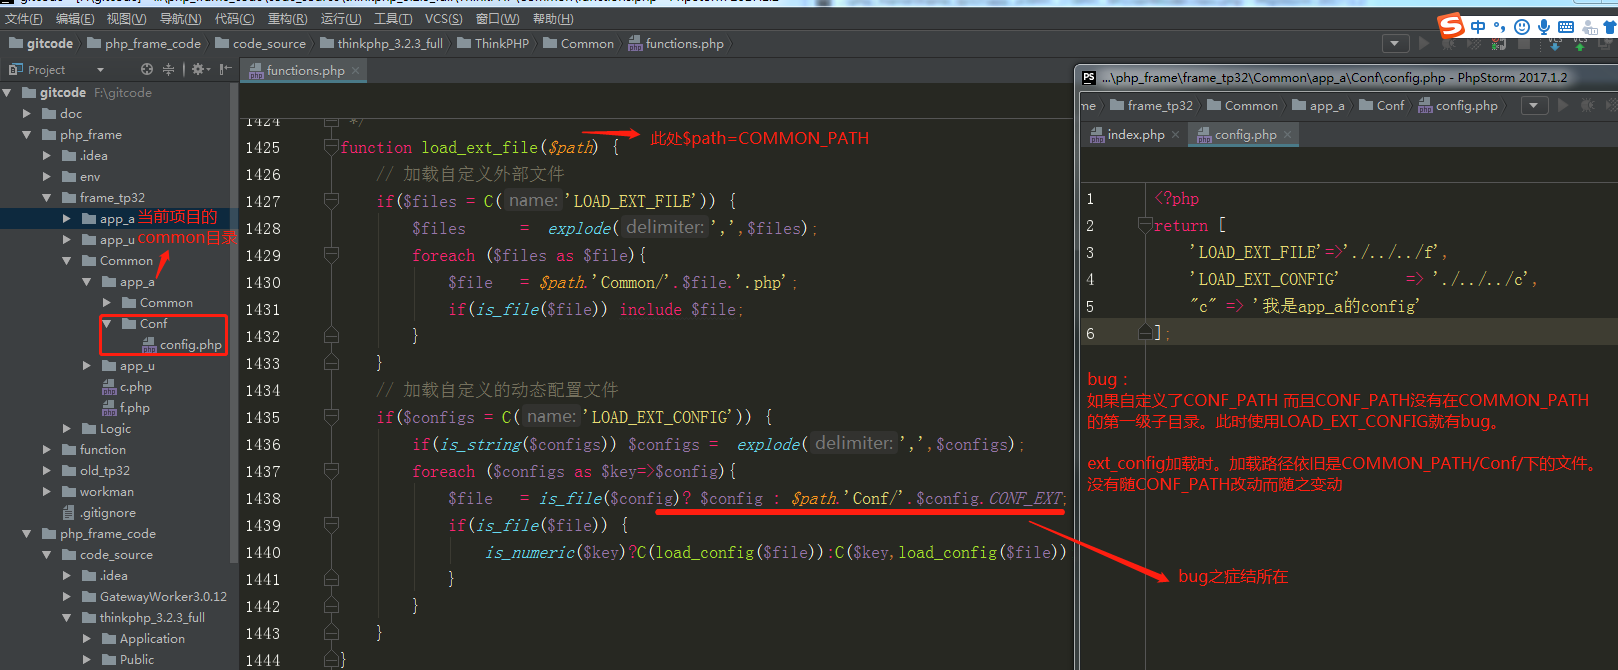 文件(F) 编辑(E) 视图(V) 导航(N) 代码(C) 重构(R) 运行(U) 工具(T) VCS(S) 窗口(W) 帮助(H)
gitcode php_frame_code code_source thinkphp_3.2.3_full ThinkPHP Common functions.php
中
Project
functions.php
gitcode F:\gitcode
doc
php_frame
.idea
env
frame_tp32
app_a 当前项目的
app_u common目录
Common
app_a
Common
Conf
config.php
app_u
c.php
f.php
Logic
function
old_tp32
workman
.gitignore
php_frame_code
code_source
.idea
GatewayWorker3.0.12
thinkphp_3.2.3_full
Application
Public
1424 */
1425 function load_ext_file($path) {
此处$path=COMMON_PATH
1426 // 加载自定义外部文件
1427 if($files = C( name: 'LOAD_EXT_FILE')) {
1428 $files = explode( delimiter: ',',$files);
1429 foreach ($files as $file){
1430 $file = $path.'Common/'.$file.'.php';
1431 if(is_file($file)) include $file;
1432 }
1433 }
1434 // 加载自定义的动态配置文件
1435 if($configs = C( name: 'LOAD_EXT_CONFIG')) {
1436 if(is_string($configs)) $configs = explode( delimiter: ',',$configs);
1437 foreach ($configs as $key=>$config){
1438 $file = is_file($config)? $config : $path.'Conf/'.$config.CONF_EXT;
1439 if(is_file($file)) {
1440 is_numeric($key)?C(load_config($file)):C($key,load_config($file))
1441 }
1442 }
1443 }
1444 }
PS ...\php_frame\frame_tp32\Common\app_a\Conf\config.php - PhpStorm 2017.1.2
me frame_tp32 Common app_a Conf config.php
index.php config.php
1 <?php
2 return [
3 'LOAD_EXT_FILE'=>'./../../f',
4 'LOAD_EXT_CONFIG' => './../../c',
5 "c" => '我是app_a的config'
6 ];
bug：
如果自定义了CONF_PATH 而且CONF_PATH没有在COMMON_PATH
的第一级子目录。此时使用LOAD_EXT_CONFIG就有bug。
ext_config加载时。加载路径依旧是COMMON_PATH/Conf/下的文件。
没有随CONF_PATH改动而随之变动
bug之症结所在